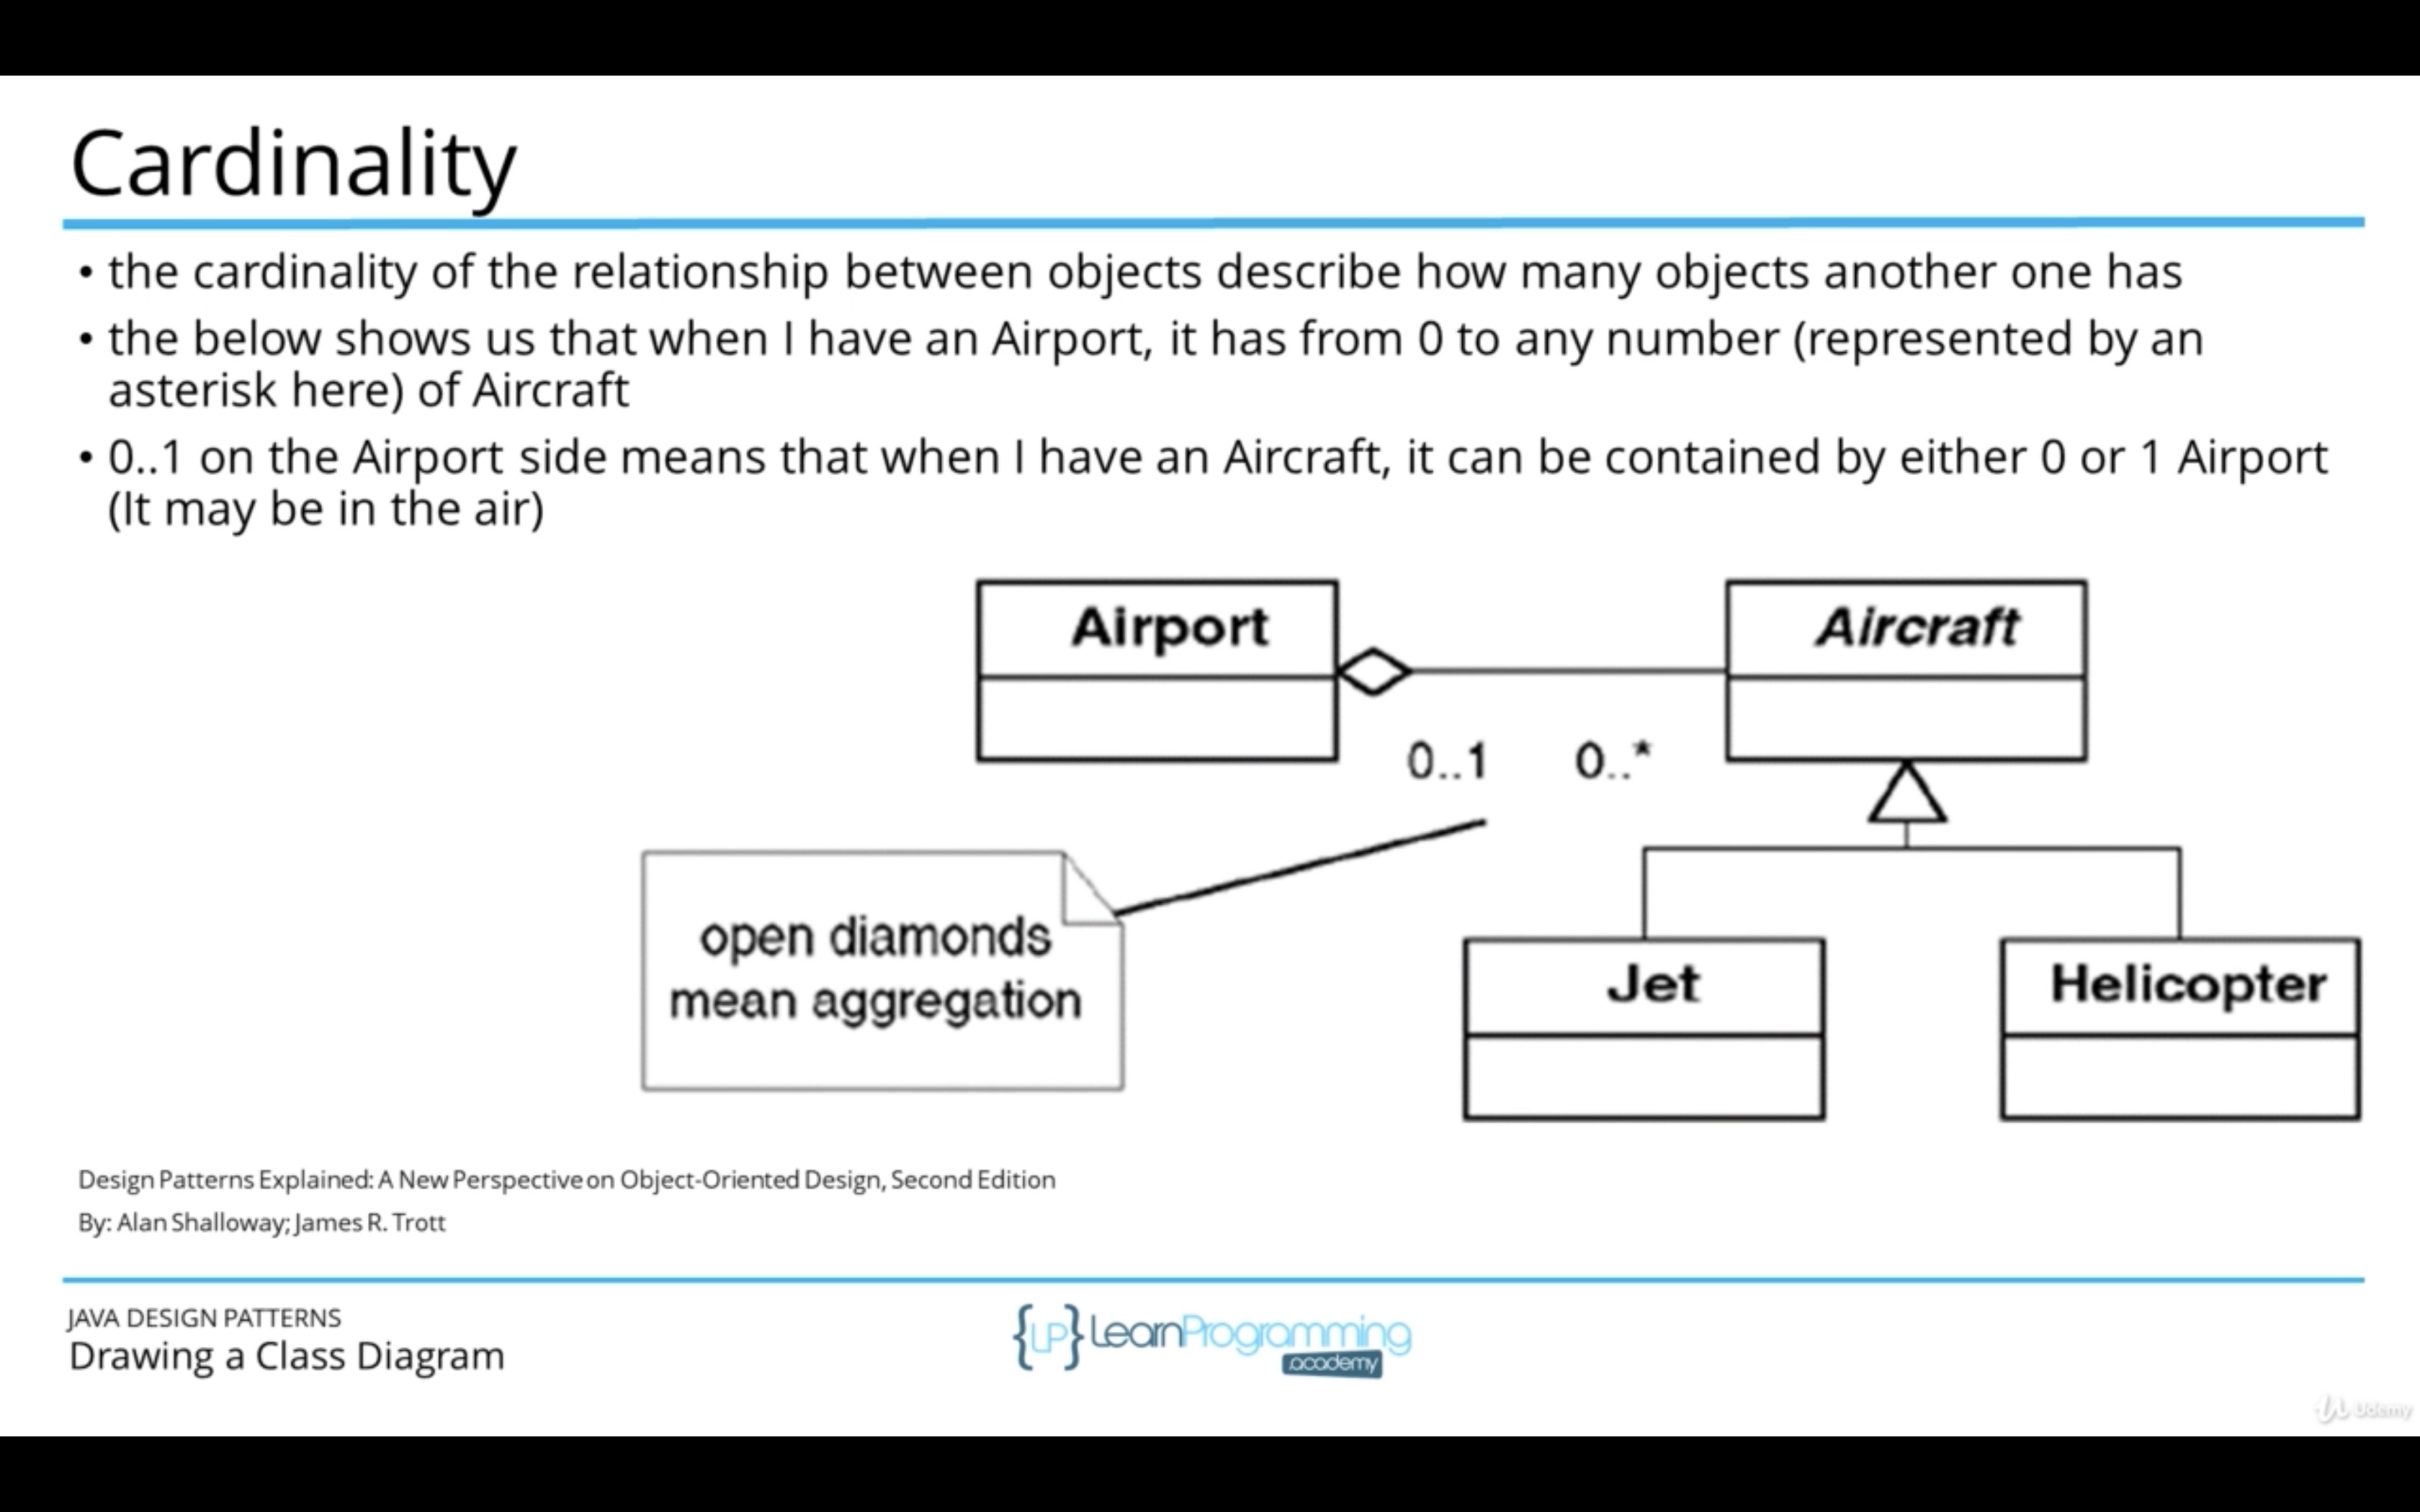 Cardinality
• the cardinality of the relationship between objects describe how many objects another one has
• the below shows us that when I have an Airport, it has from 0 to any number (represented by an
asterisk here) of Aircraft
• 0..1 on the Airport side means that when I have an Aircraft, it can be contained by either 0 or 1 Airport
(It may be in the air)
Airport
Aircraft
0..1
0..*
open diamonds
mean aggregation
Jet
Helicopter
Design Patterns Explained: A New Perspective on Object-Oriented Design, Second Edition
By: Alan Shalloway; James R. Trott
JAVA DESIGN PATTERNS
Drawing a Class Diagram
{LP} LearnProgramming
academy
Udemy